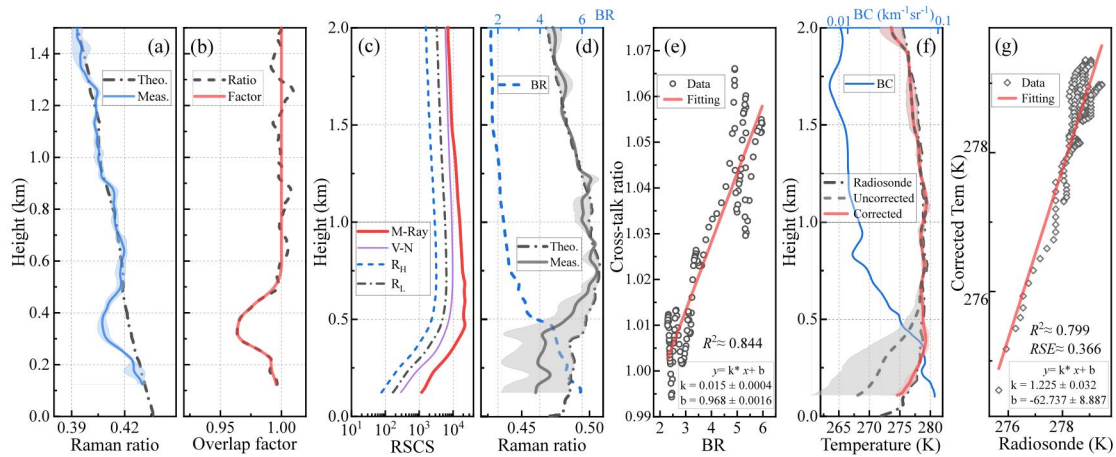 (a)
Theo.
Meas.
Height (km)
1.4
1.2
1.0
0.8
0.6
0.4
0.2
0.0
0.39
0.42
Raman ratio
(b)
Ratio
Factor
0.92
0.96
1.00
Overlap factor
(c)
Height (km)
2.0
1.5
1.0
0.5
0.0
M-Ray
V-N
R_H
R_L
10¹
10²
10³
10⁴
RSCS
2
4
6
BR
(d)
BR
Theo.
Meas.
0.45
0.50
Raman ratio
(e)
Data
Fitting
Cross-talk ratio
1.07
1.06
1.05
1.04
1.03
1.02
1.01
1.00
0.99
R²≈ 0.844
y= k* x+ b
k = 0.015 ± 0.0004
b = 0.968 ± 0.0016
2
3
4
5
6
BR
0.01
BC (km⁻¹sr⁻¹)
0.1
(f)
BC
Radiosonde
Uncorrected
Corrected
Height (km)
2.0
1.5
1.0
0.5
0.0
265
270
275
280
Temperature (K)
(g)
Data
Fitting
Corrected Tem (K)
278
276
R²≈ 0.799
RSE≈ 0.366
y= k* x+ b
k = 1.225 ± 0.032
b = -62.737 ± 8.887
276
277
278
279
Radiosonde (K)